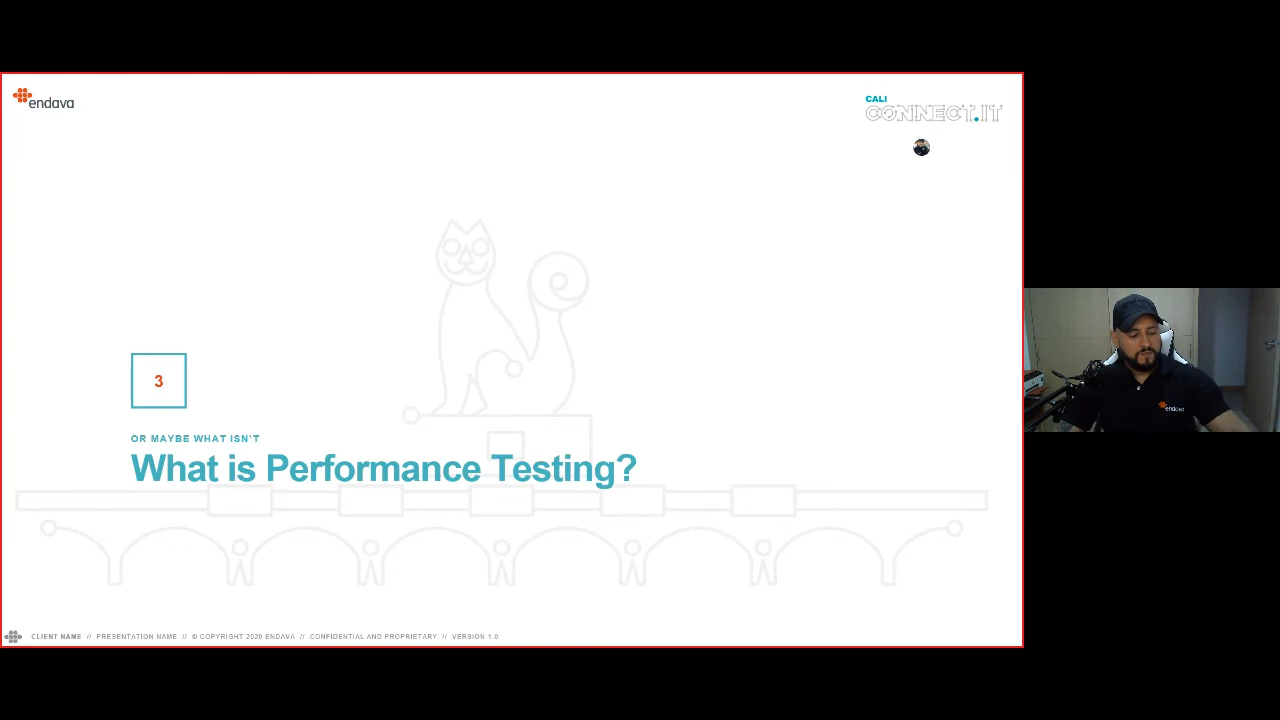 endava
CALI
CONNECT.IT
3
OR MAYBE WHAT ISN'T
What is Performance Testing?
CLIENT NAME // PRESENTATION NAME // © COPYRIGHT 2020 ENDAVA // CONFIDENTIAL AND PROPRIETARY // VERSION 1.0
endava